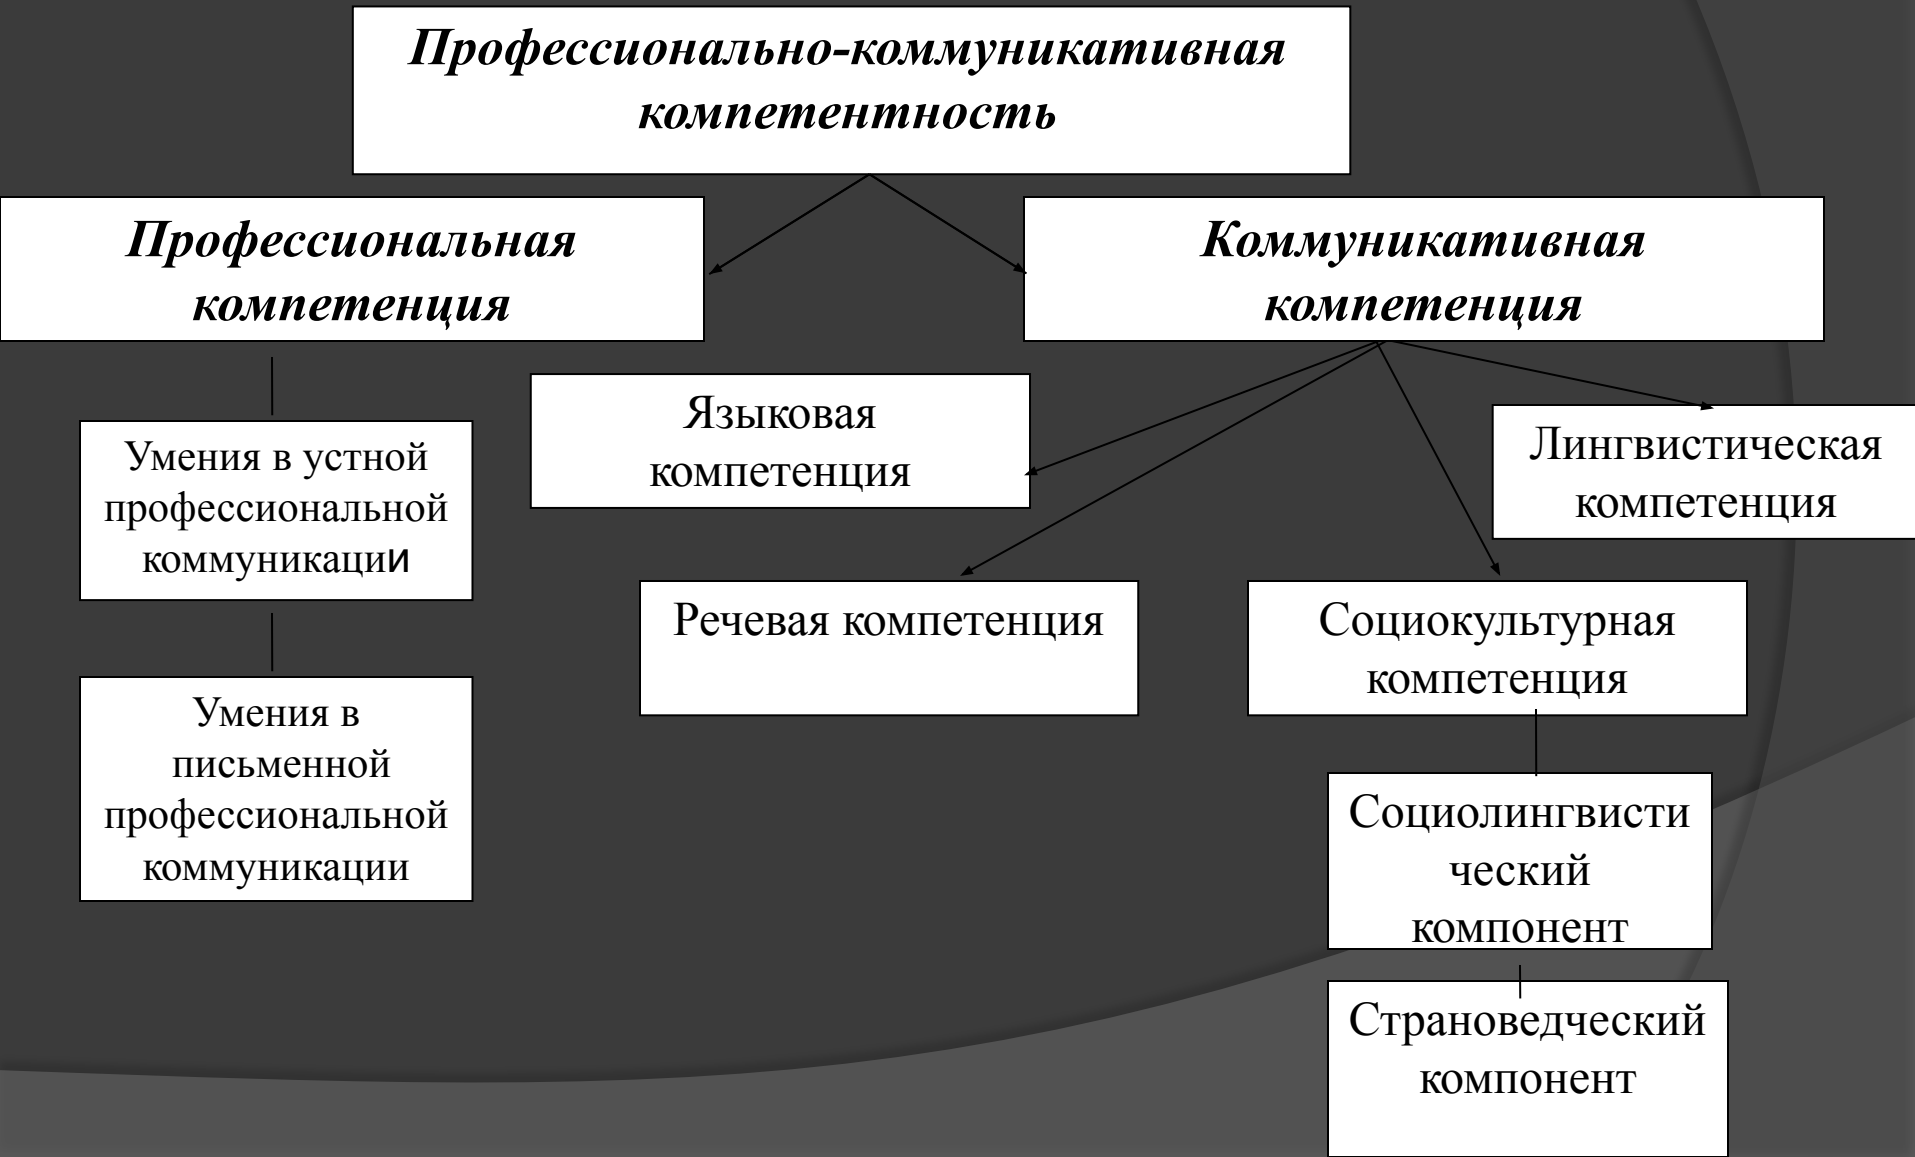 Профессионально-коммуникативная
компетентность
Профессиональная
компетенция
Коммуникативная
компетенция
Языковая
компетенция
Лингвистическая
компетенция
Умения в устной
профессиональной
коммуникации
Речевая компетенция
Социокультурная
компетенция
Умения в
письменной
профессиональной
коммуникации
Социолингвисти
ческий
компонент
Страноведческий
компонент